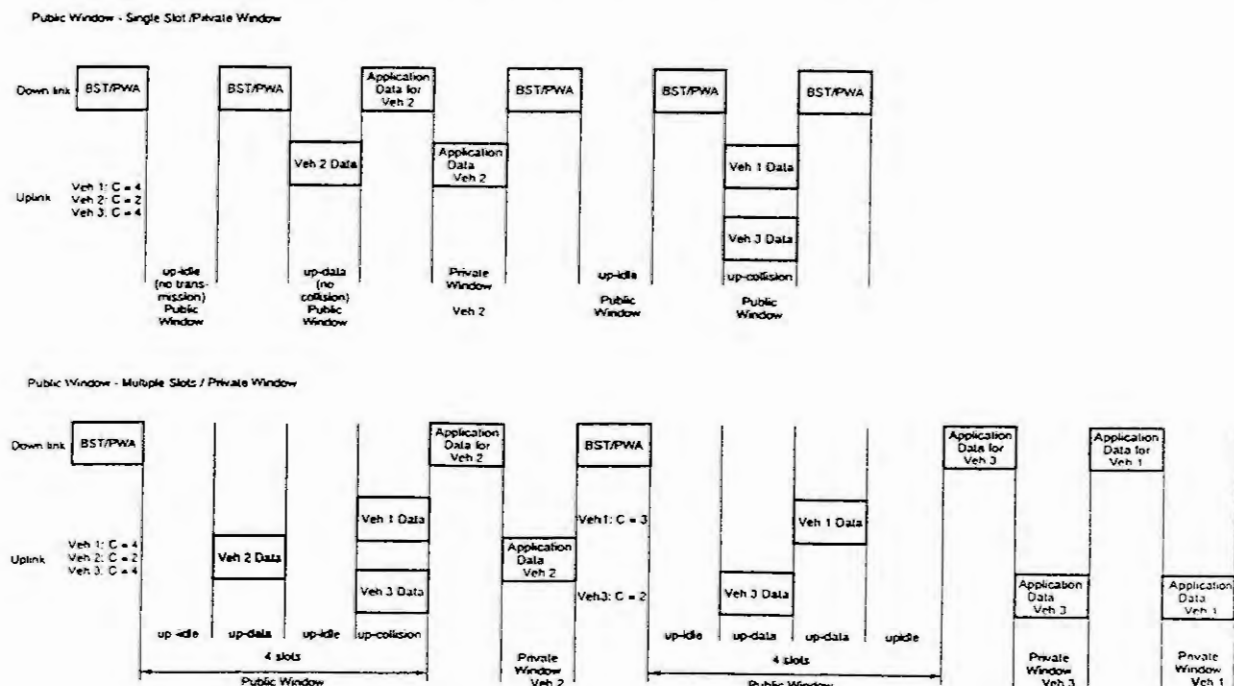 Public Window - Single Slot /Private Window
Down link
BST/PWA
BST/PWA
Application
Data for
Veh 2
BST/PWA
BST/PWA
BST/PWA
Veh 2 Data
Application
Data
Veh 2
Veh 1 Data
Uplink
Veh 1: C = 4
Veh 2: C = 2
Veh 3: C = 4
Veh 3 Data
up-idle
(no trans-
mission)
Public
Window
up-data
(no
collision)
Public
Window
Private
Window
Veh 2
up-idle
Public
Window
up-collision
Public
Window
Public Window - Multiple Slots / Private Window
Down link
BST/PWA
Application
Data for
Veh 2
BST/PWA
Application
Data for
Veh 3
Application
Data for
Veh 1
Uplink
Veh 1: C = 4
Veh 2: C = 2
Veh 3: C = 4
Veh 2 Data
Veh 1 Data
Veh 3 Data
Application
Data
Veh 2
Veh1: C = 3
Veh3: C = 2
Veh 3 Data
Veh 1 Data
Application
Data
Veh 3
Application
Data
Veh 1
up -idle
up-data
up-idle
up-collision
up-idle
up-data
up-data
upidle
4 slots
Public Window
Private
Window
Veh 2
4 slots
Public Window
Private
Window
Veh 3
Private
Window
Veh 1